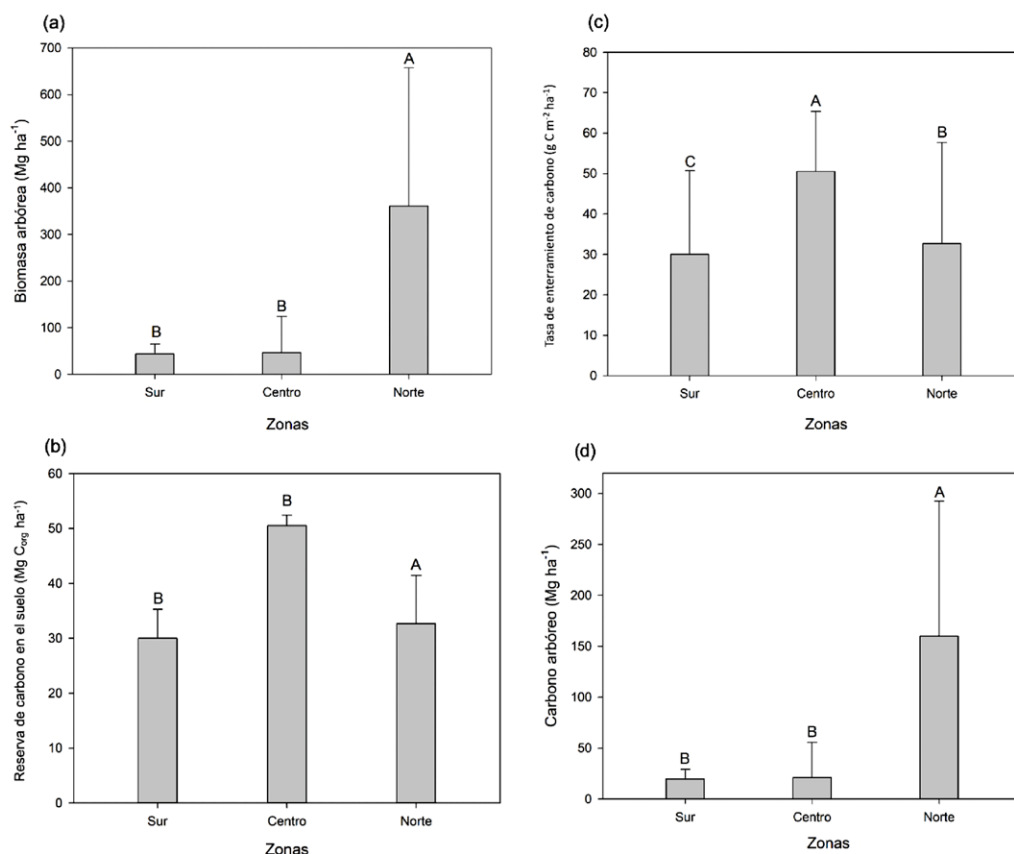 (a)
Biomasa arbórea (Mg ha⁻¹)
700
600
500
400
300
200
100
0
B
B
A
Sur
Centro
Norte
Zonas
(c)
Tasa de enterramiento de carbono (g C m⁻² ha⁻¹)
80
70
60
50
40
30
20
10
0
C
A
B
Sur
Centro
Norte
Zonas
(b)
Reserva de carbono en el suelo (Mg Corg ha⁻¹)
60
50
40
30
20
10
0
B
B
A
Sur
Centro
Norte
Zonas
(d)
Carbono arbóreo (Mg ha⁻¹)
300
250
200
150
100
50
0
B
B
A
Sur
Centro
Norte
Zonas